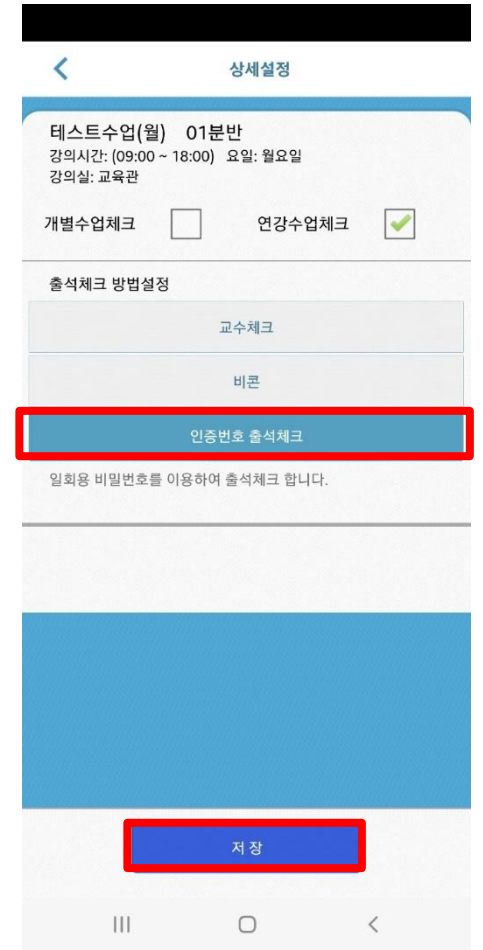 상세설정
테스트수업(월) 01분반
강의시간: (09:00 ~ 18:00) 요일: 월요일
강의실: 교육관
개별수업체크 연강수업체크
출석체크 방법설정
교수체크
비콘
인증번호 출석체크
일회용 비밀번호를 이용하여 출석체크 합니다.
저 장